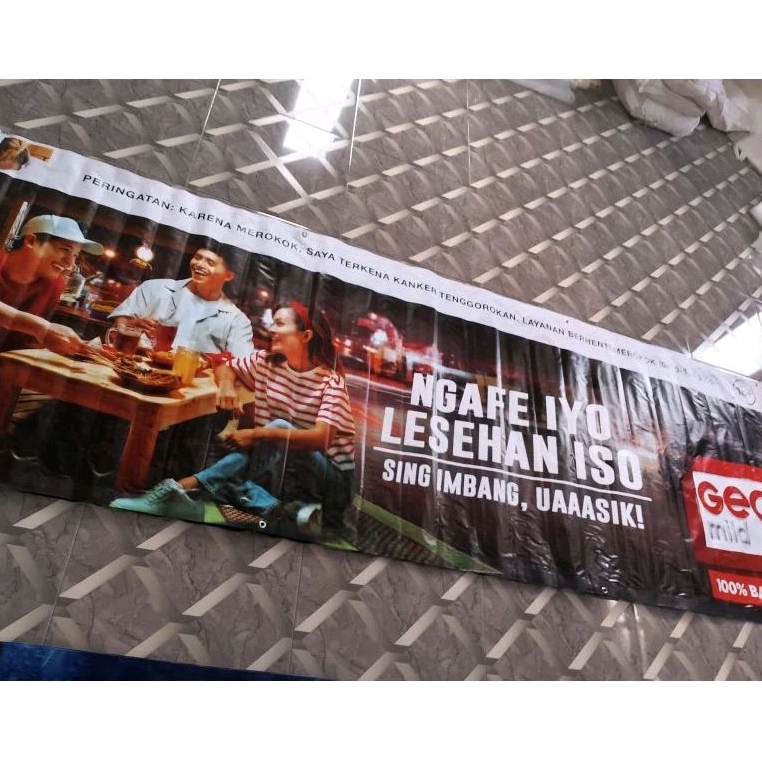 PERINGATAN: KARENA MEROKOK, SAYA TERKENA KANKER TENGGOROKAN. LAYANAN BERHENTI MEROKOK
NGAFE IYO
LESEHAN ISO
SING IMBANG, UAAASIK!
GEO
mild
100% BA